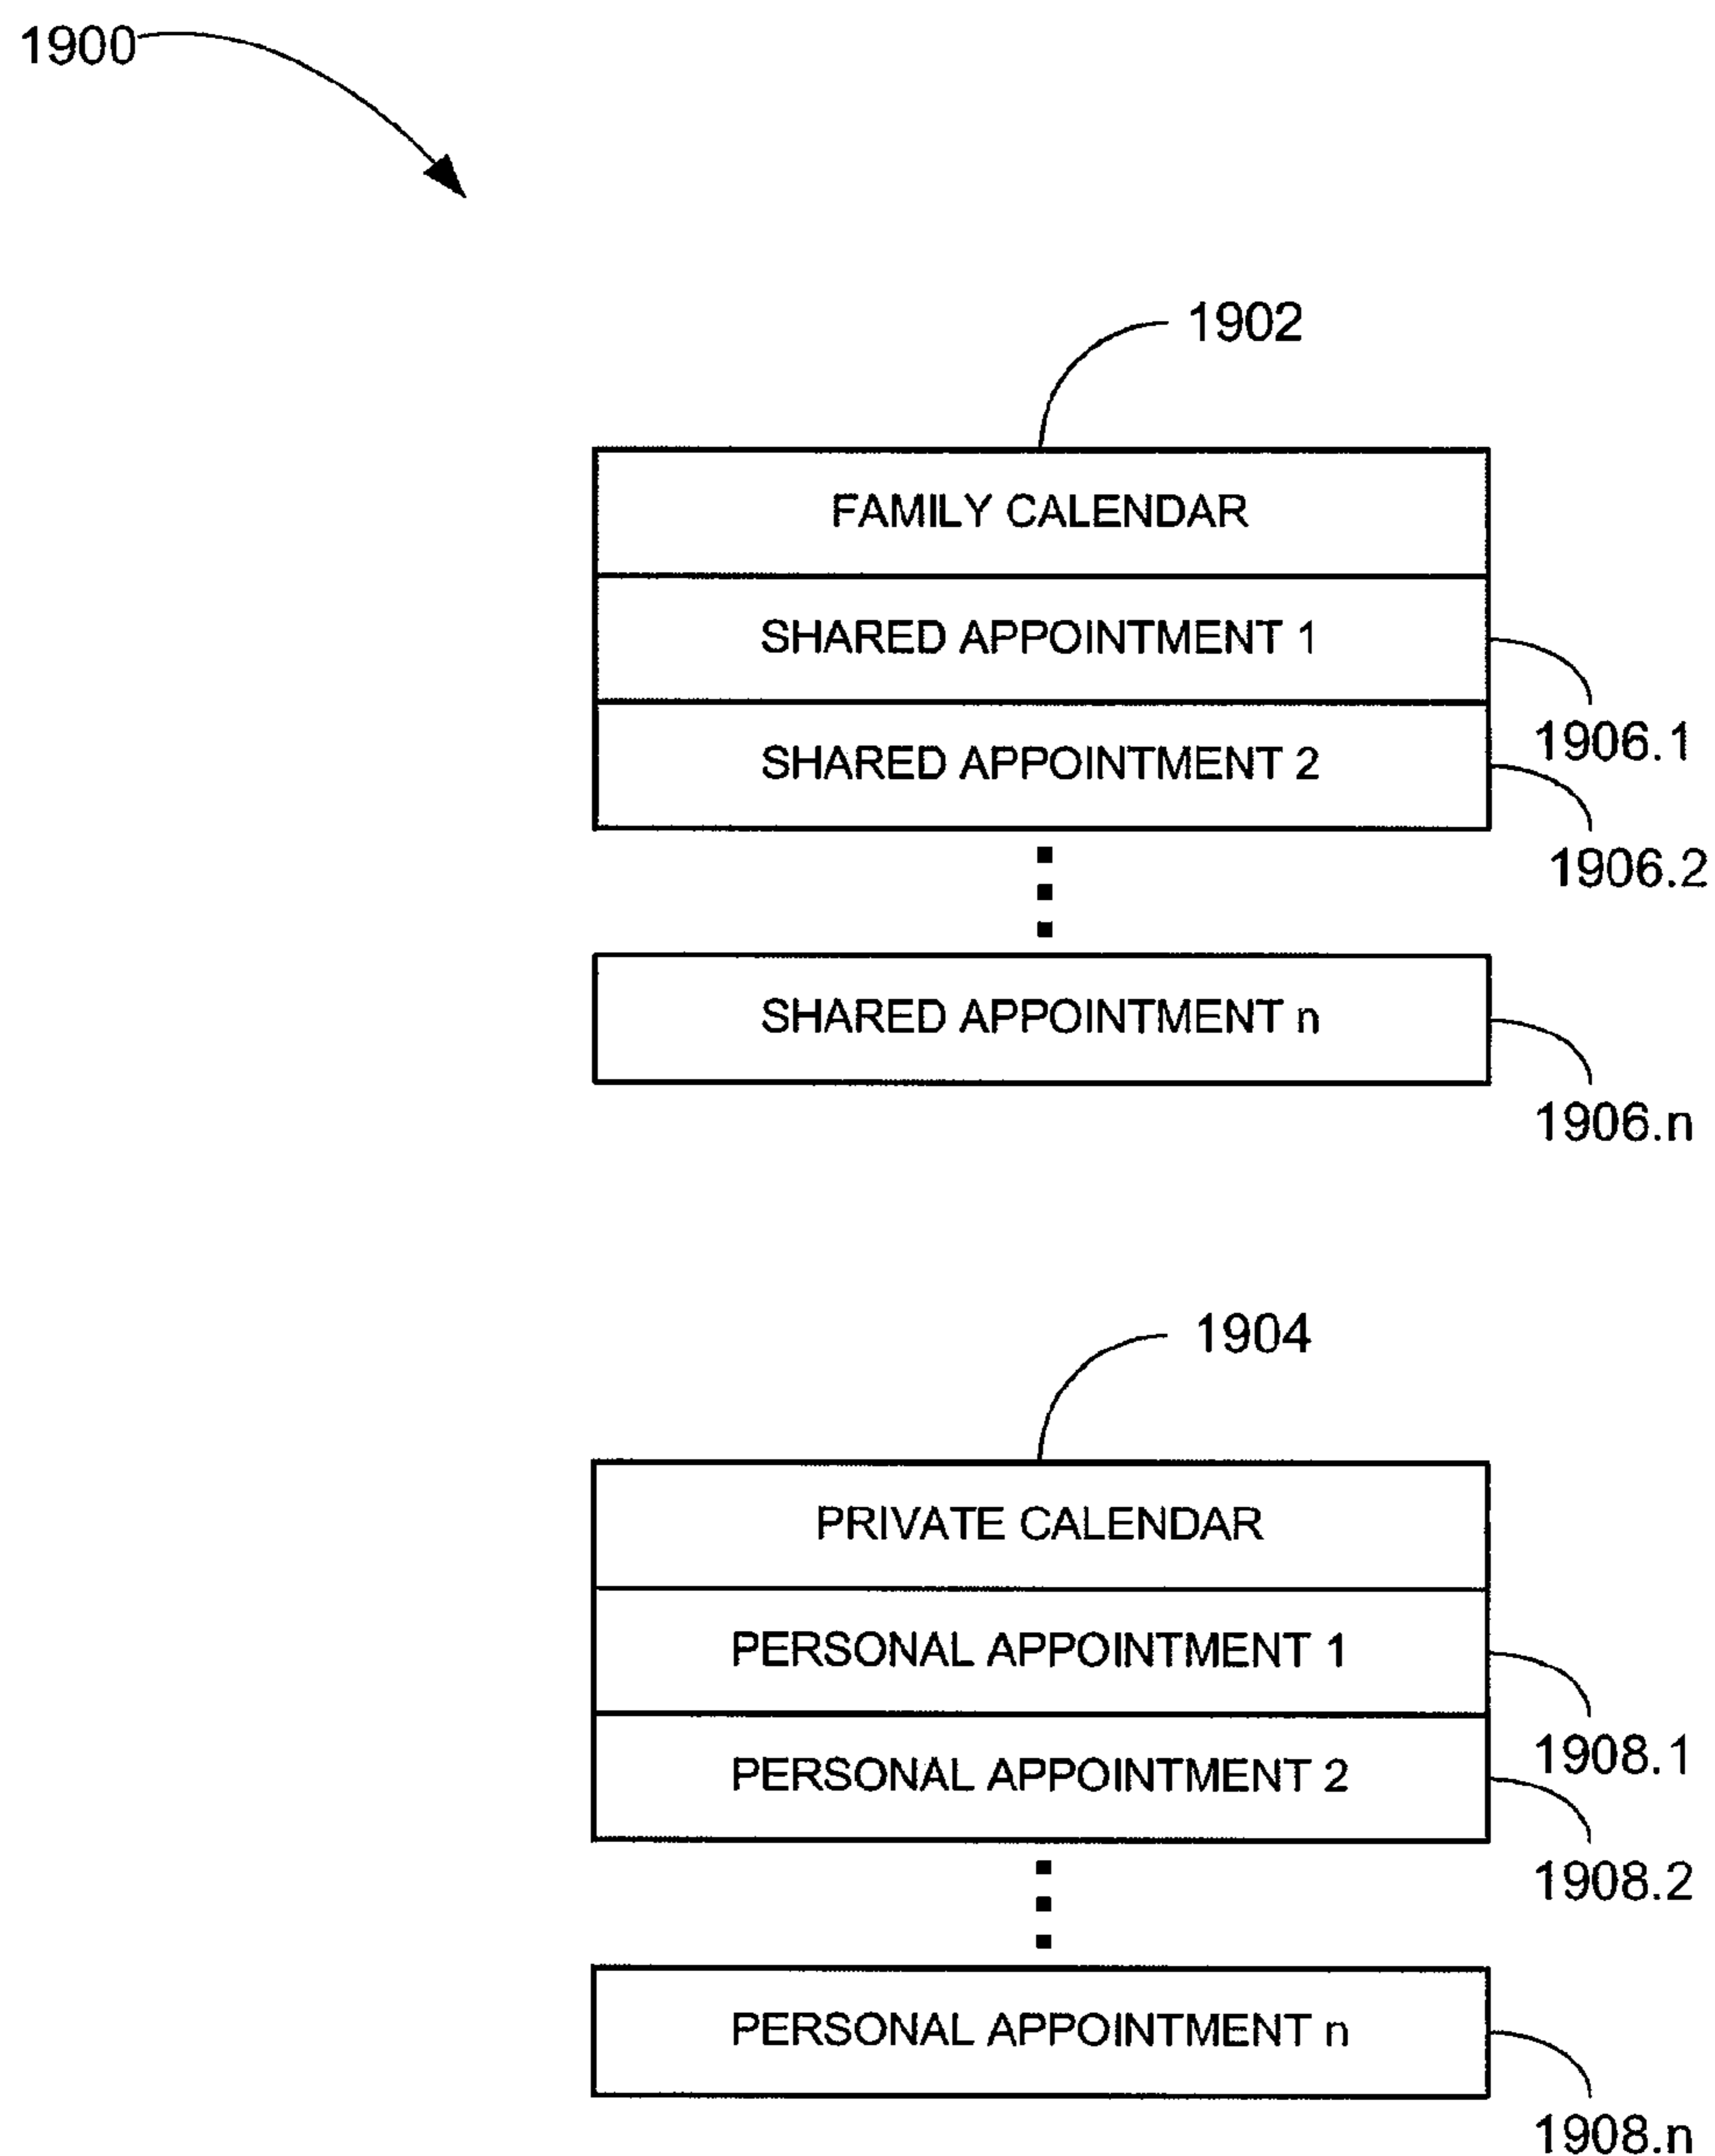 1900
1902
FAMILY CALENDAR
SHARED APPOINTMENT 1
1906.1
SHARED APPOINTMENT 2
1906.2
SHARED APPOINTMENT n
1906.n
1904
PRIVATE CALENDAR
PERSONAL APPOINTMENT 1
1908.1
PERSONAL APPOINTMENT 2
1908.2
PERSONAL APPOINTMENT n
1908.n